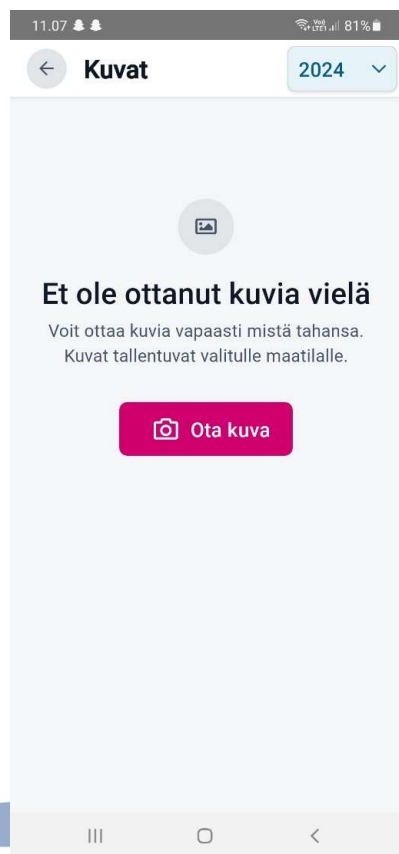 11.07 81%
Kuvat 2024
Et ole ottanut kuvia vielä
Voit ottaa kuvia vapaasti mistä tahansa.
Kuvat tallentuvat valitulle maatilalle.
Ota kuva